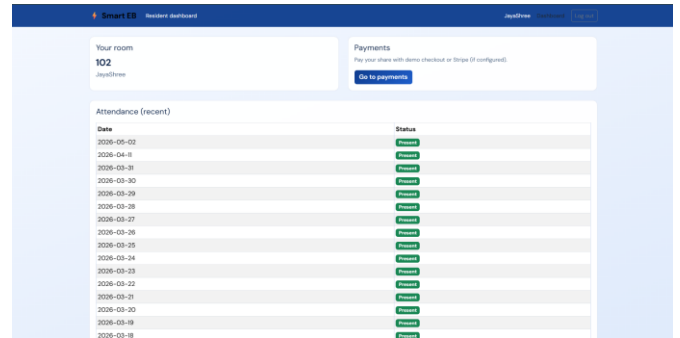 Smart EB Resident dashboard JayaShree Dashboard Log out
Your room
102
JayaShree
Payments
Pay your share with demo checkout or Stripe (if configured).
Go to payments
Attendance (recent)
Date Status
2026-05-02 Present
2026-04-11 Present
2026-03-31 Present
2026-03-30 Present
2026-03-29 Present
2026-03-28 Present
2026-03-27 Present
2026-03-26 Present
2026-03-25 Present
2026-03-24 Present
2026-03-23 Present
2026-03-22 Present
2026-03-21 Present
2026-03-20 Present
2026-03-19 Present
2026-03-18 Present